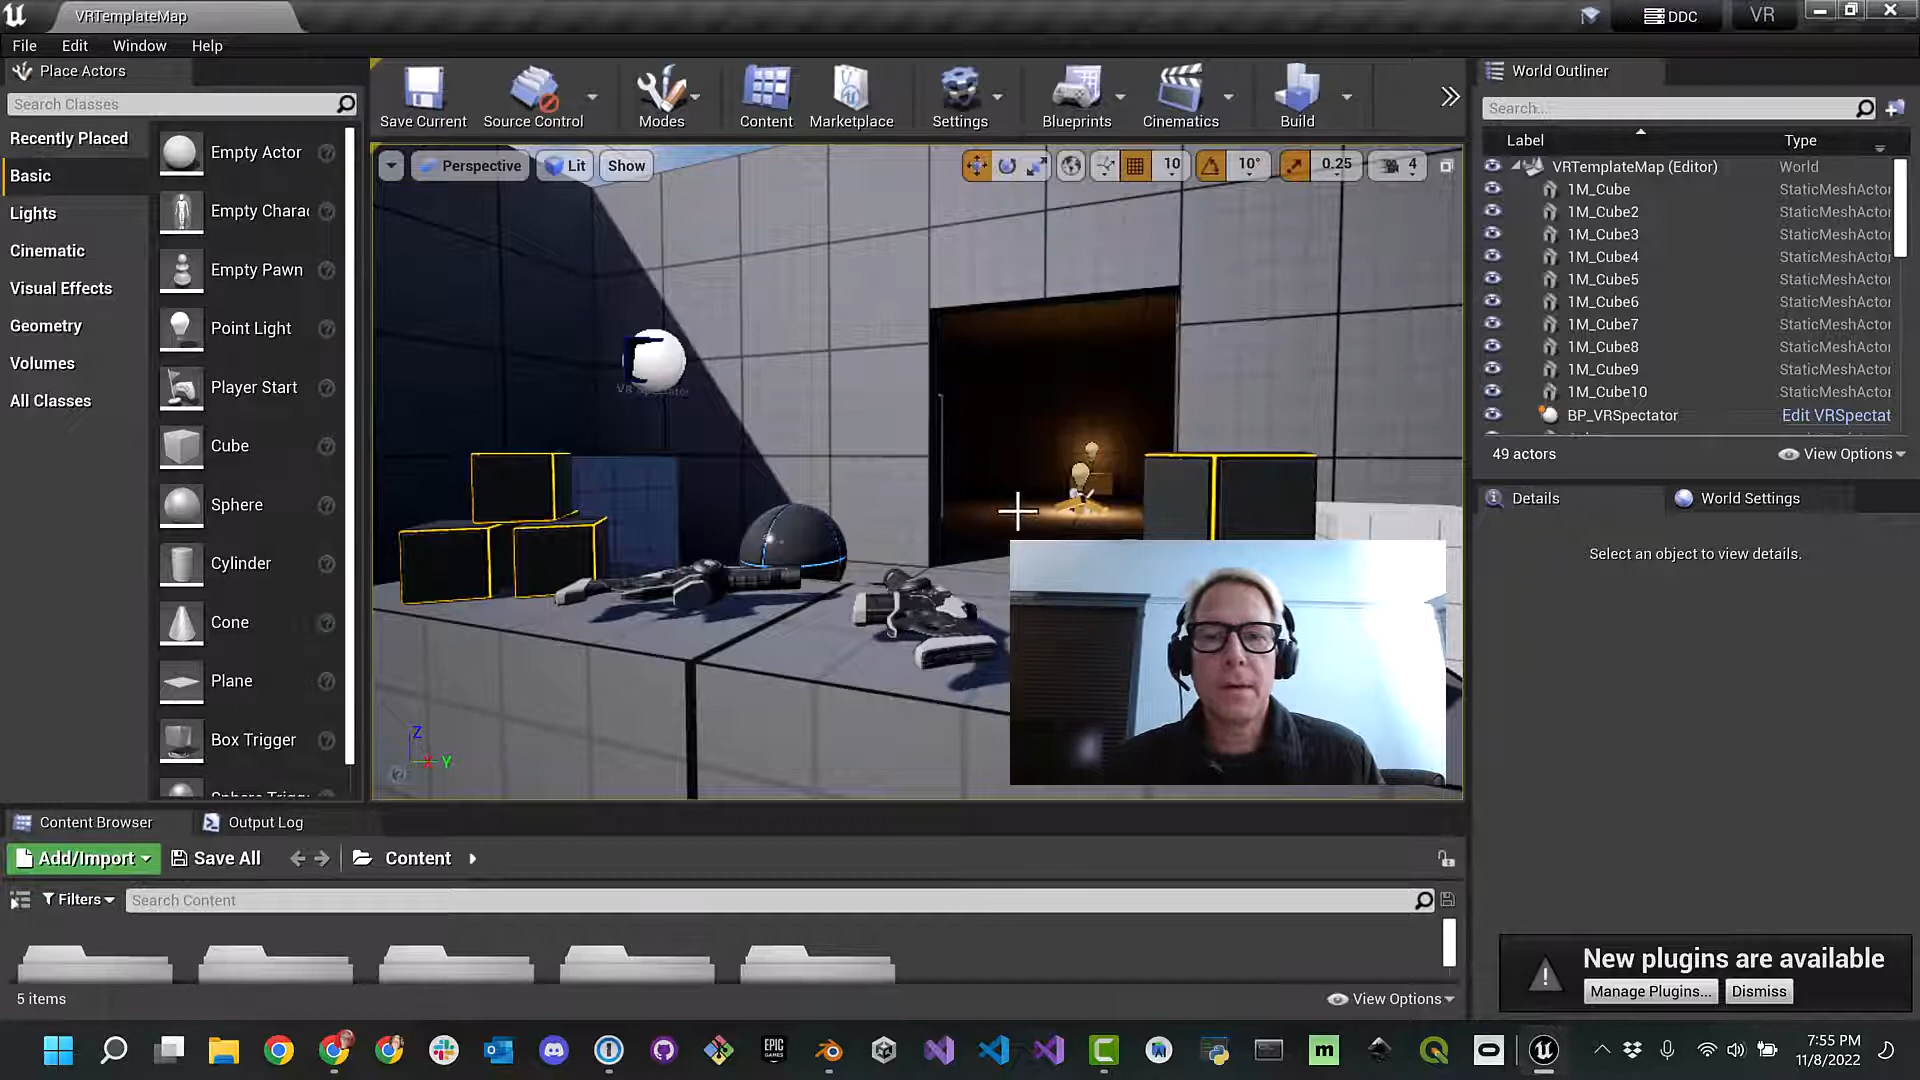 VRTemplateMap
DDC
VR
File
Edit
Window
Help
Place Actors
Search Classes
Recently Placed
Basic
Lights
Cinematic
Visual Effects
Geometry
Volumes
All Classes
Empty Actor
Empty Charac
Empty Pawn
Point Light
Player Start
Cube
Sphere
Cylinder
Cone
Plane
Box Trigger
Save Current
Source Control
Modes
Content
Marketplace
Settings
Blueprints
Cinematics
Build
Perspective
Lit
Show
10
10°
0.25
4
Z
X
Y
World Outliner
Search...
Label
Type
VRTemplateMap (Editor)
World
1M_Cube
StaticMeshActor
1M_Cube2
StaticMeshActor
1M_Cube3
StaticMeshActor
1M_Cube4
StaticMeshActor
1M_Cube5
StaticMeshActor
1M_Cube6
StaticMeshActor
1M_Cube7
StaticMeshActor
1M_Cube8
StaticMeshActor
1M_Cube9
StaticMeshActor
1M_Cube10
StaticMeshActor
BP_VRSpectator
Edit VRSpectat
49 actors
View Options
Details
World Settings
Select an object to view details.
Content Browser
Output Log
Add/Import
Save All
Content
Filters
Search Content
5 items
View Options
New plugins are available
Manage Plugins...
Dismiss
EPIC
GAMES
m
7:55 PM
11/8/2022